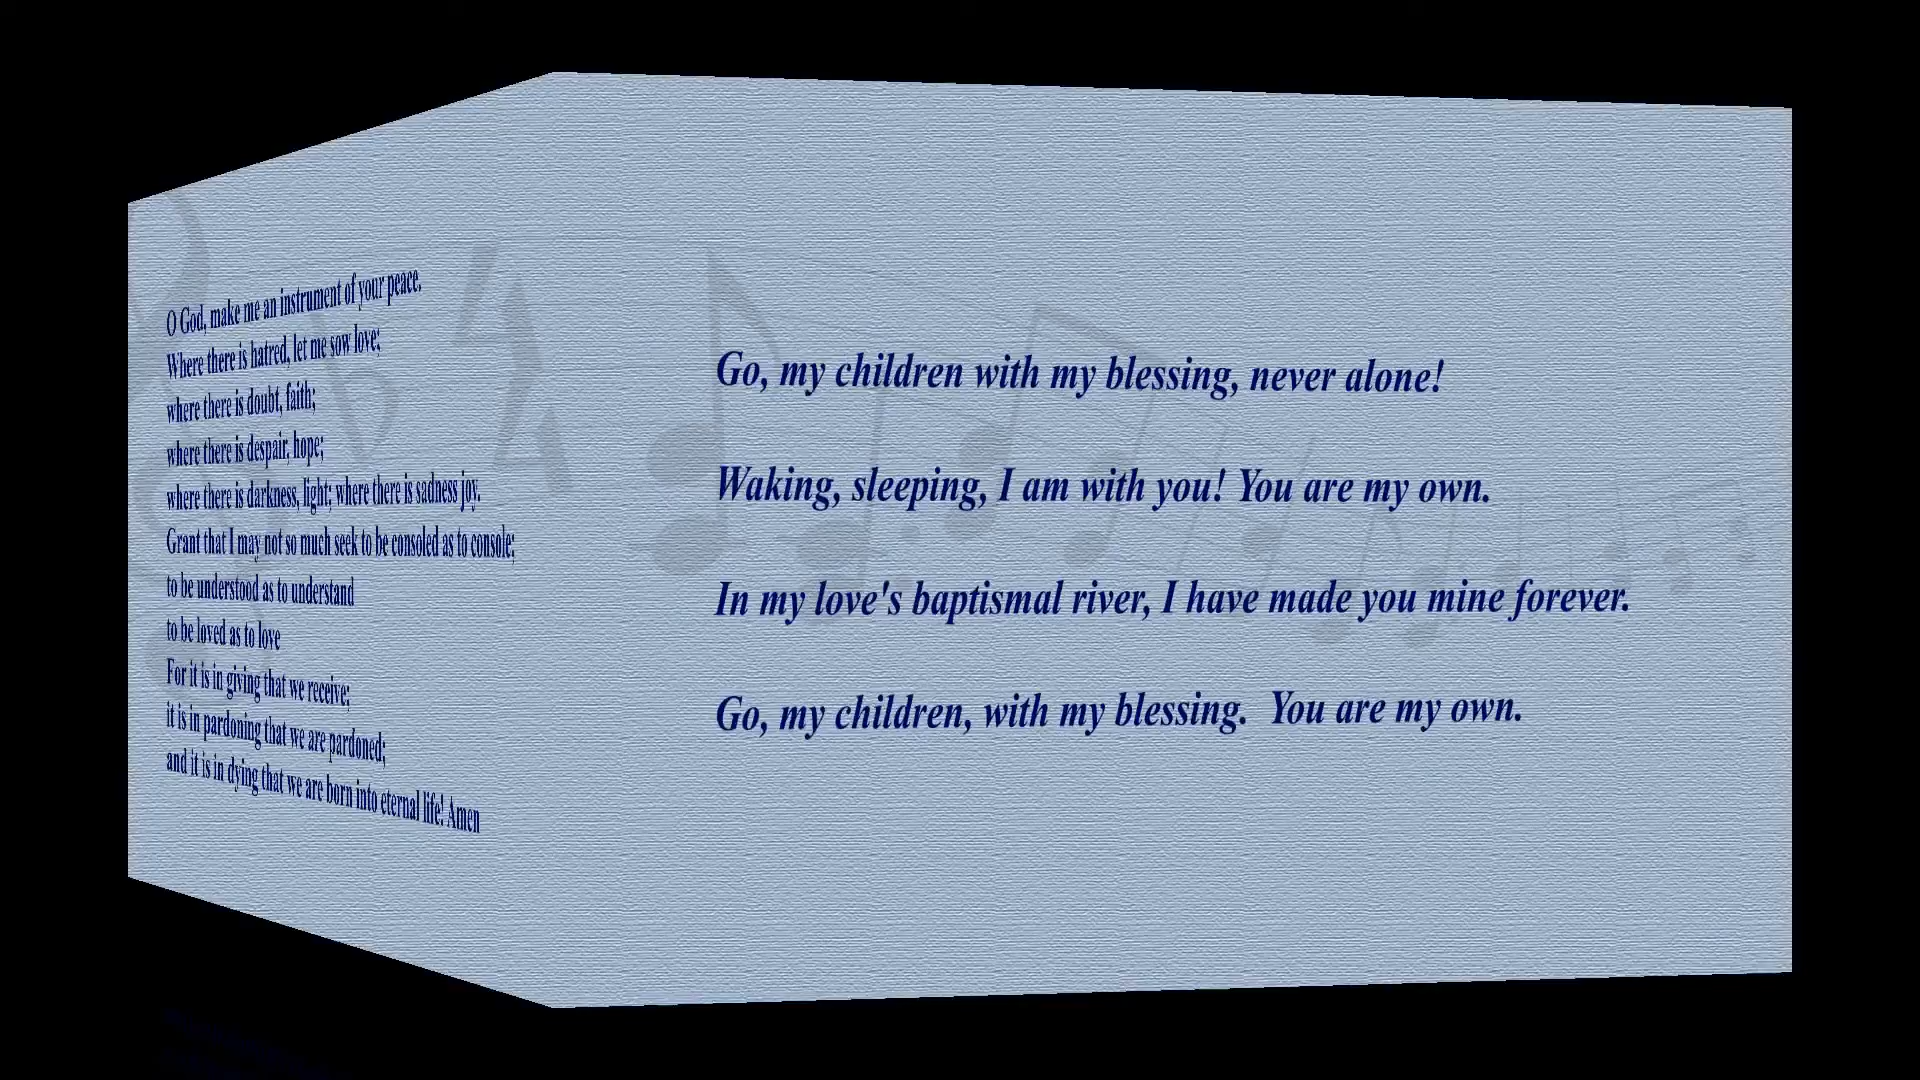 O God, make me an instrument of your peace.
Where there is hatred, let me sow love;
where there is doubt, faith;
where there is despair, hope;
where there is darkness, light; where there is sadness joy.
Grant that I may not so much seek to be consoled as to console;
to be understood as to understand
to be loved as to love
For it is in giving that we receive;
it is in pardoning that we are pardoned;
and it is in dying that we are born into eternal life! Amen
Go, my children with my blessing, never alone!
Waking, sleeping, I am with you! You are my own.
In my love's baptismal river, I have made you mine forever.
Go, my children, with my blessing.  You are my own.